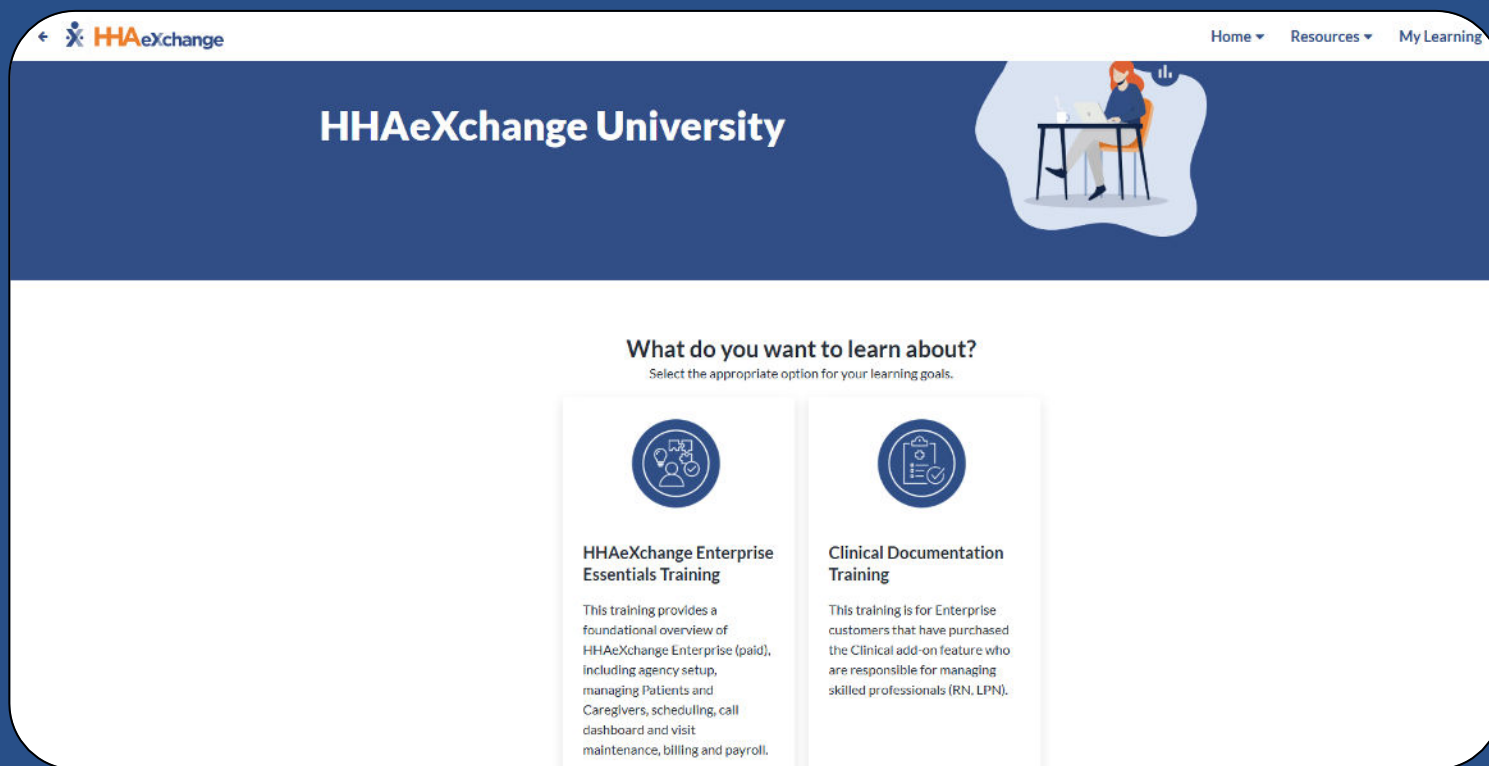 HHAeXchange
Home
Resources
My Learning
HHAeXchange University
What do you want to learn about?
Select the appropriate option for your learning goals.
HHAeXchange Enterprise
Essentials Training
This training provides a
foundational overview of
HHAeXchange Enterprise (paid),
including agency setup,
managing Patients and
Caregivers, scheduling, call
dashboard and visit
maintenance, billing and payroll.
Clinical Documentation
Training
This training is for Enterprise
customers that have purchased
the Clinical add-on feature who
are responsible for managing
skilled professionals (RN, LPN).